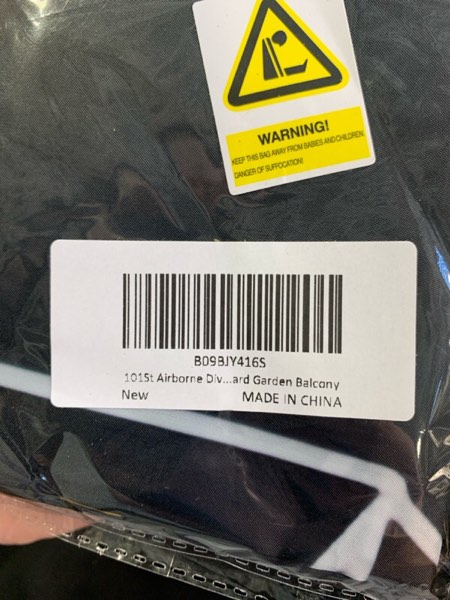 WARNING!
KEEP THIS BAG AWAY FROM BABIES AND CHILDREN.
DANGER OF SUFFOCATION!
B09BJY416S
101St Airborne Div...ard Garden Balcony
New MADE IN CHINA